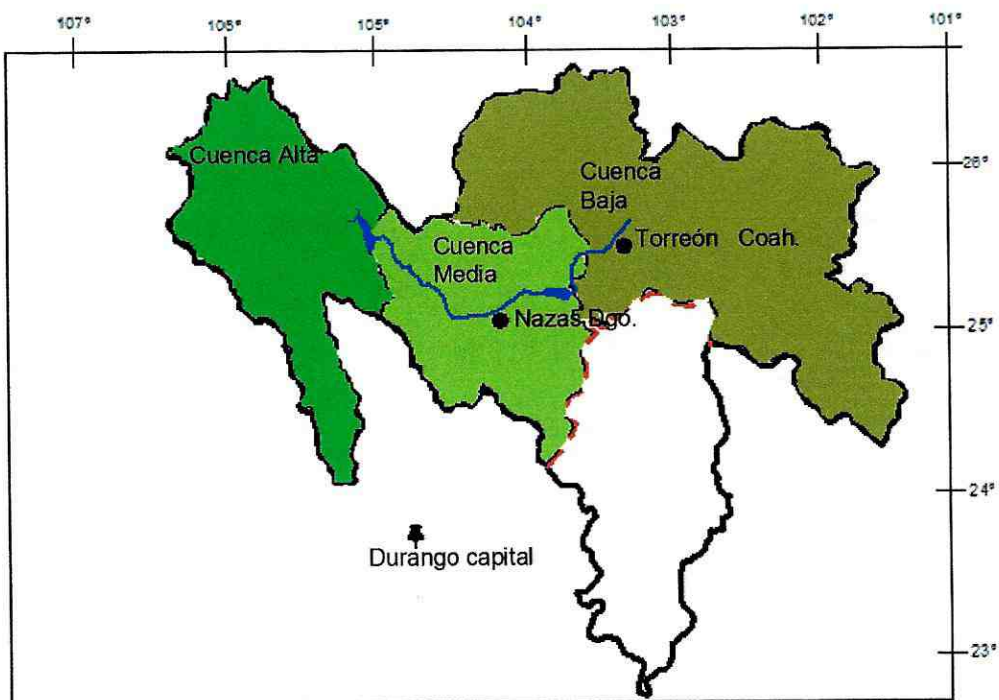 107°
106°
105°
104°
103°
102°
101°
Cuenca Alta
Cuenca
Baja
26°
Cuenca
Media
Torreón Coah.
Nazas Dgo.
25°
24°
Durango capital
23°